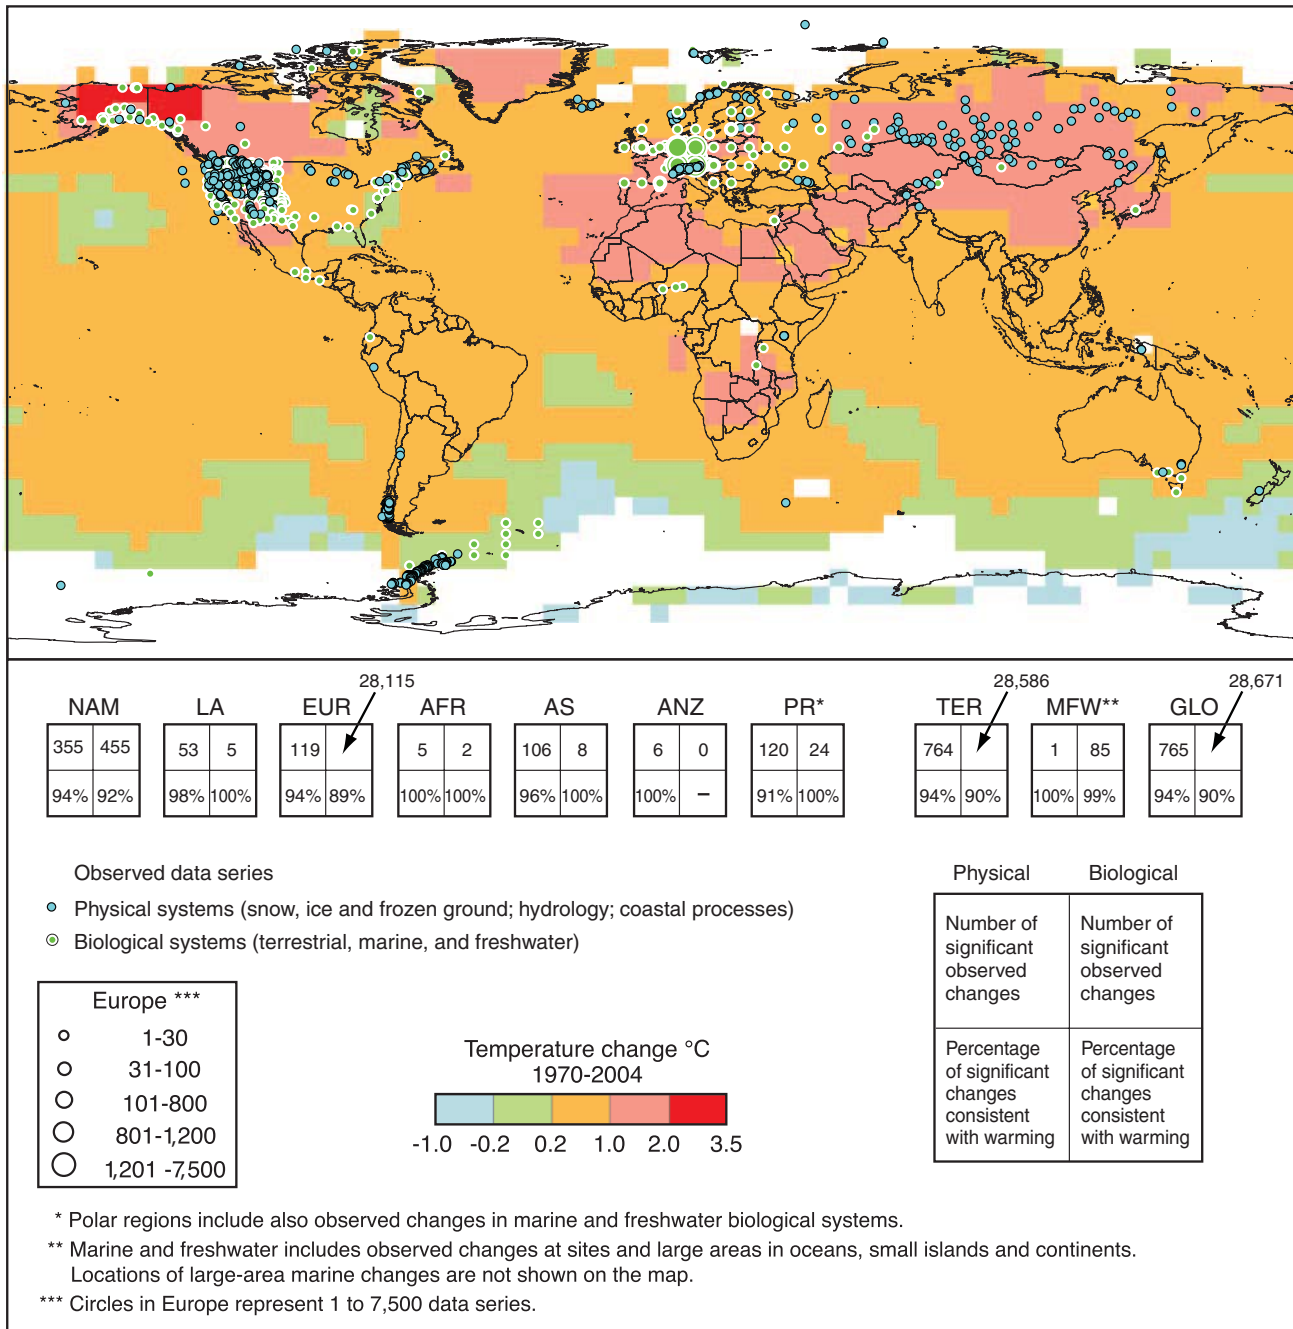 28,115
28,586
28,671
NAM LA EUR AFR AS ANZ PR* TER MFW** GLO
355 455 53 5 119 5 2 106 8 6 0 120 24 764 1 85 765
94% 92% 98% 100% 94% 89% 100% 100% 96% 100% 100% – 91% 100% 94% 90% 100% 99% 94% 90%
Observed data series
Physical systems (snow, ice and frozen ground; hydrology; coastal processes)
Biological systems (terrestrial, marine, and freshwater)
Europe ***
1-30
31-100
101-800
801-1,200
1,201 -7,500
Temperature change °C
1970-2004
-1.0 -0.2 0.2 1.0 2.0 3.5
Physical Biological
Number of
significant
observed
changes
Number of
significant
observed
changes
Percentage
of significant
changes
consistent
with warming
Percentage
of significant
changes
consistent
with warming
* Polar regions include also observed changes in marine and freshwater biological systems.
** Marine and freshwater includes observed changes at sites and large areas in oceans, small islands and continents.
Locations of large-area marine changes are not shown on the map.
*** Circles in Europe represent 1 to 7,500 data series.